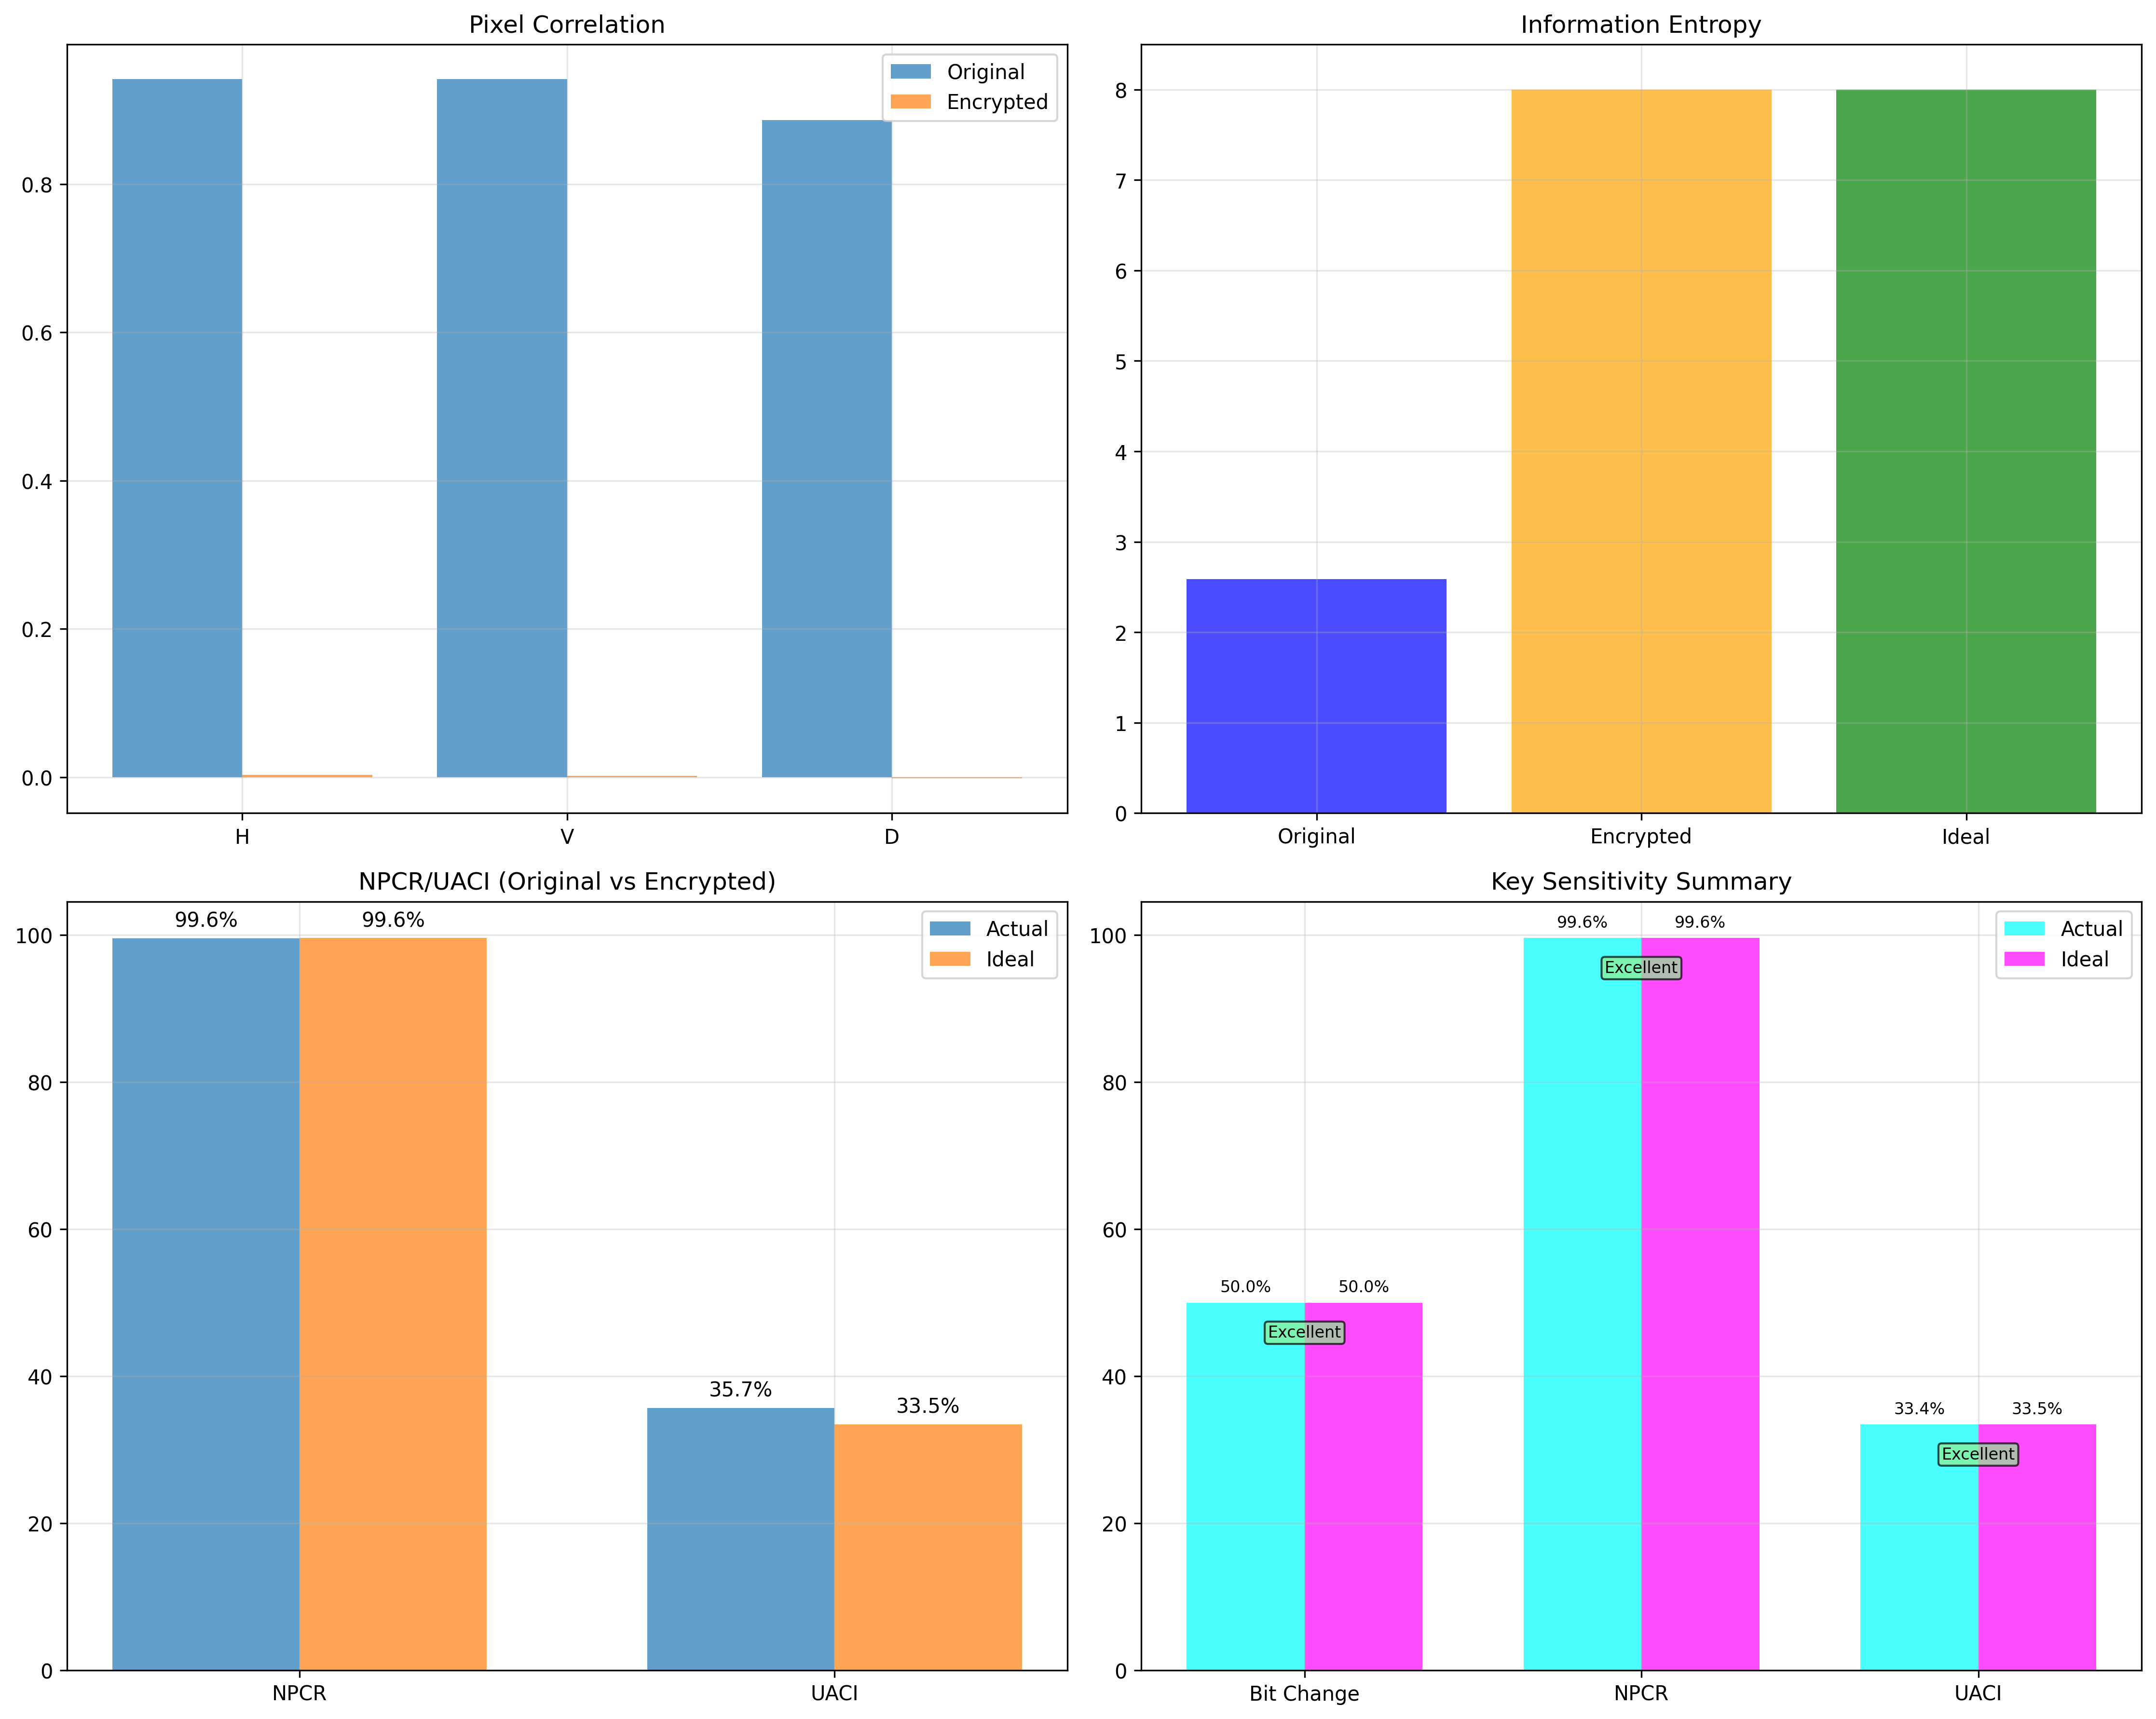 Pixel Correlation
Original
Encrypted
0.8
0.6
0.4
0.2
0.0
H V D
Information Entropy
8
7
6
5
4
3
2
1
0
Original Encrypted Ideal
NPCR/UACI (Original vs Encrypted)
Actual
Ideal
99.6% 99.6%
35.7%
33.5%
100
80
60
40
20
0
NPCR UACI
Key Sensitivity Summary
Actual
Ideal
99.6% 99.6%
Excellent
50.0% 50.0%
Excellent
33.4% 33.5%
Excellent
100
80
60
40
20
0
Bit Change NPCR UACI